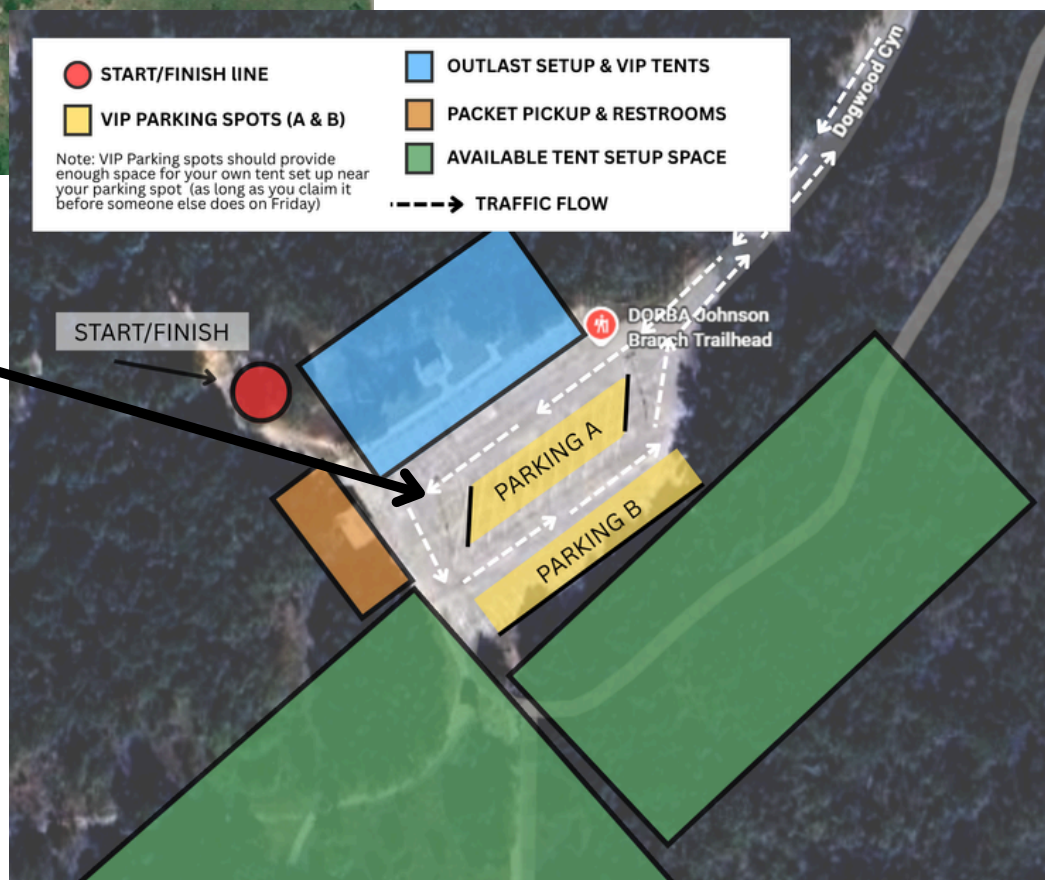 START/FINISH lINE
VIP PARKING SPOTS (A & B)
Note: VIP Parking spots should provide
enough space for your own tent set up near
your parking spot (as long as you claim it
before someone else does on Friday)
OUTLAST SETUP & VIP TENTS
PACKET PICKUP & RESTROOMS
AVAILABLE TENT SETUP SPACE
TRAFFIC FLOW
Dogwood Cyn
START/FINISH
DORBA Johnson
Branch Trailhead
PARKING A
PARKING B